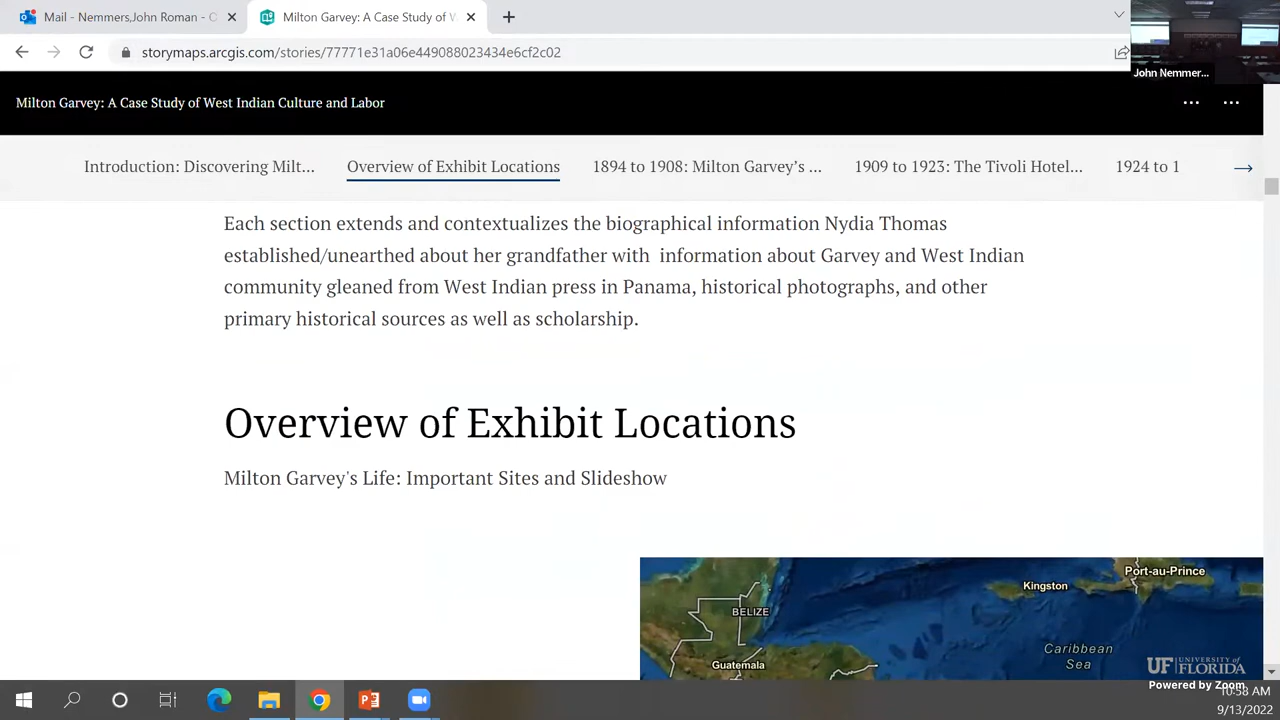 Mail - Nemmers,John Roman - O
Milton Garvey: A Case Study of W
storymaps.arcgis.com/stories/77771e31a06e449088023434e6cf2c02
John Nemmer...
Milton Garvey: A Case Study of West Indian Culture and Labor
Introduction: Discovering Milt...
Overview of Exhibit Locations
1894 to 1908: Milton Garvey’s ...
1909 to 1923: The Tivoli Hotel...
1924 to 1
Each section extends and contextualizes the biographical information Nydia Thomas
established/unearthed about her grandfather with information about Garvey and West Indian
community gleaned from West Indian press in Panama, historical photographs, and other
primary historical sources as well as scholarship.
Overview of Exhibit Locations
Milton Garvey's Life: Important Sites and Slideshow
Port-au-Prince
Kingston
BELIZE
Caribbean
Sea
Guatemala
UF UNIVERSITY of
FLORIDA
Powered by Zoom
10:58 AM
9/13/2022